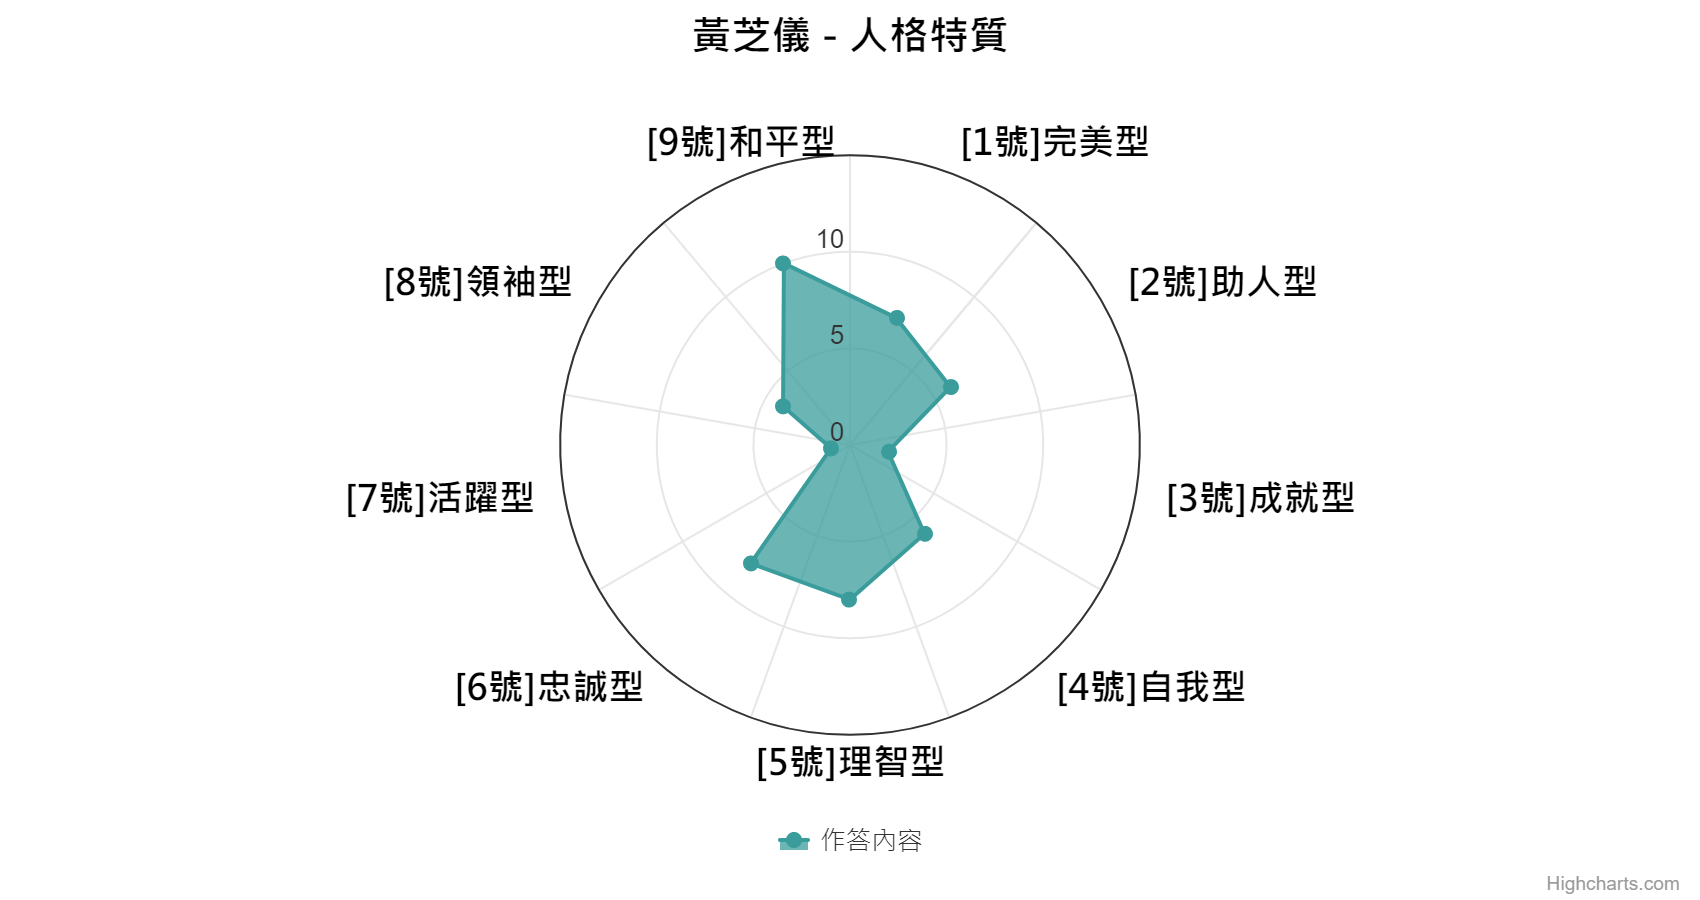 黃芝儀 - 人格特質
[9號]和平型
[1號]完美型
[8號]領袖型
[2號]助人型
10
5
0
[7號]活躍型
[3號]成就型
[6號]忠誠型
[4號]自我型
[5號]理智型
作答內容
Highcharts.com